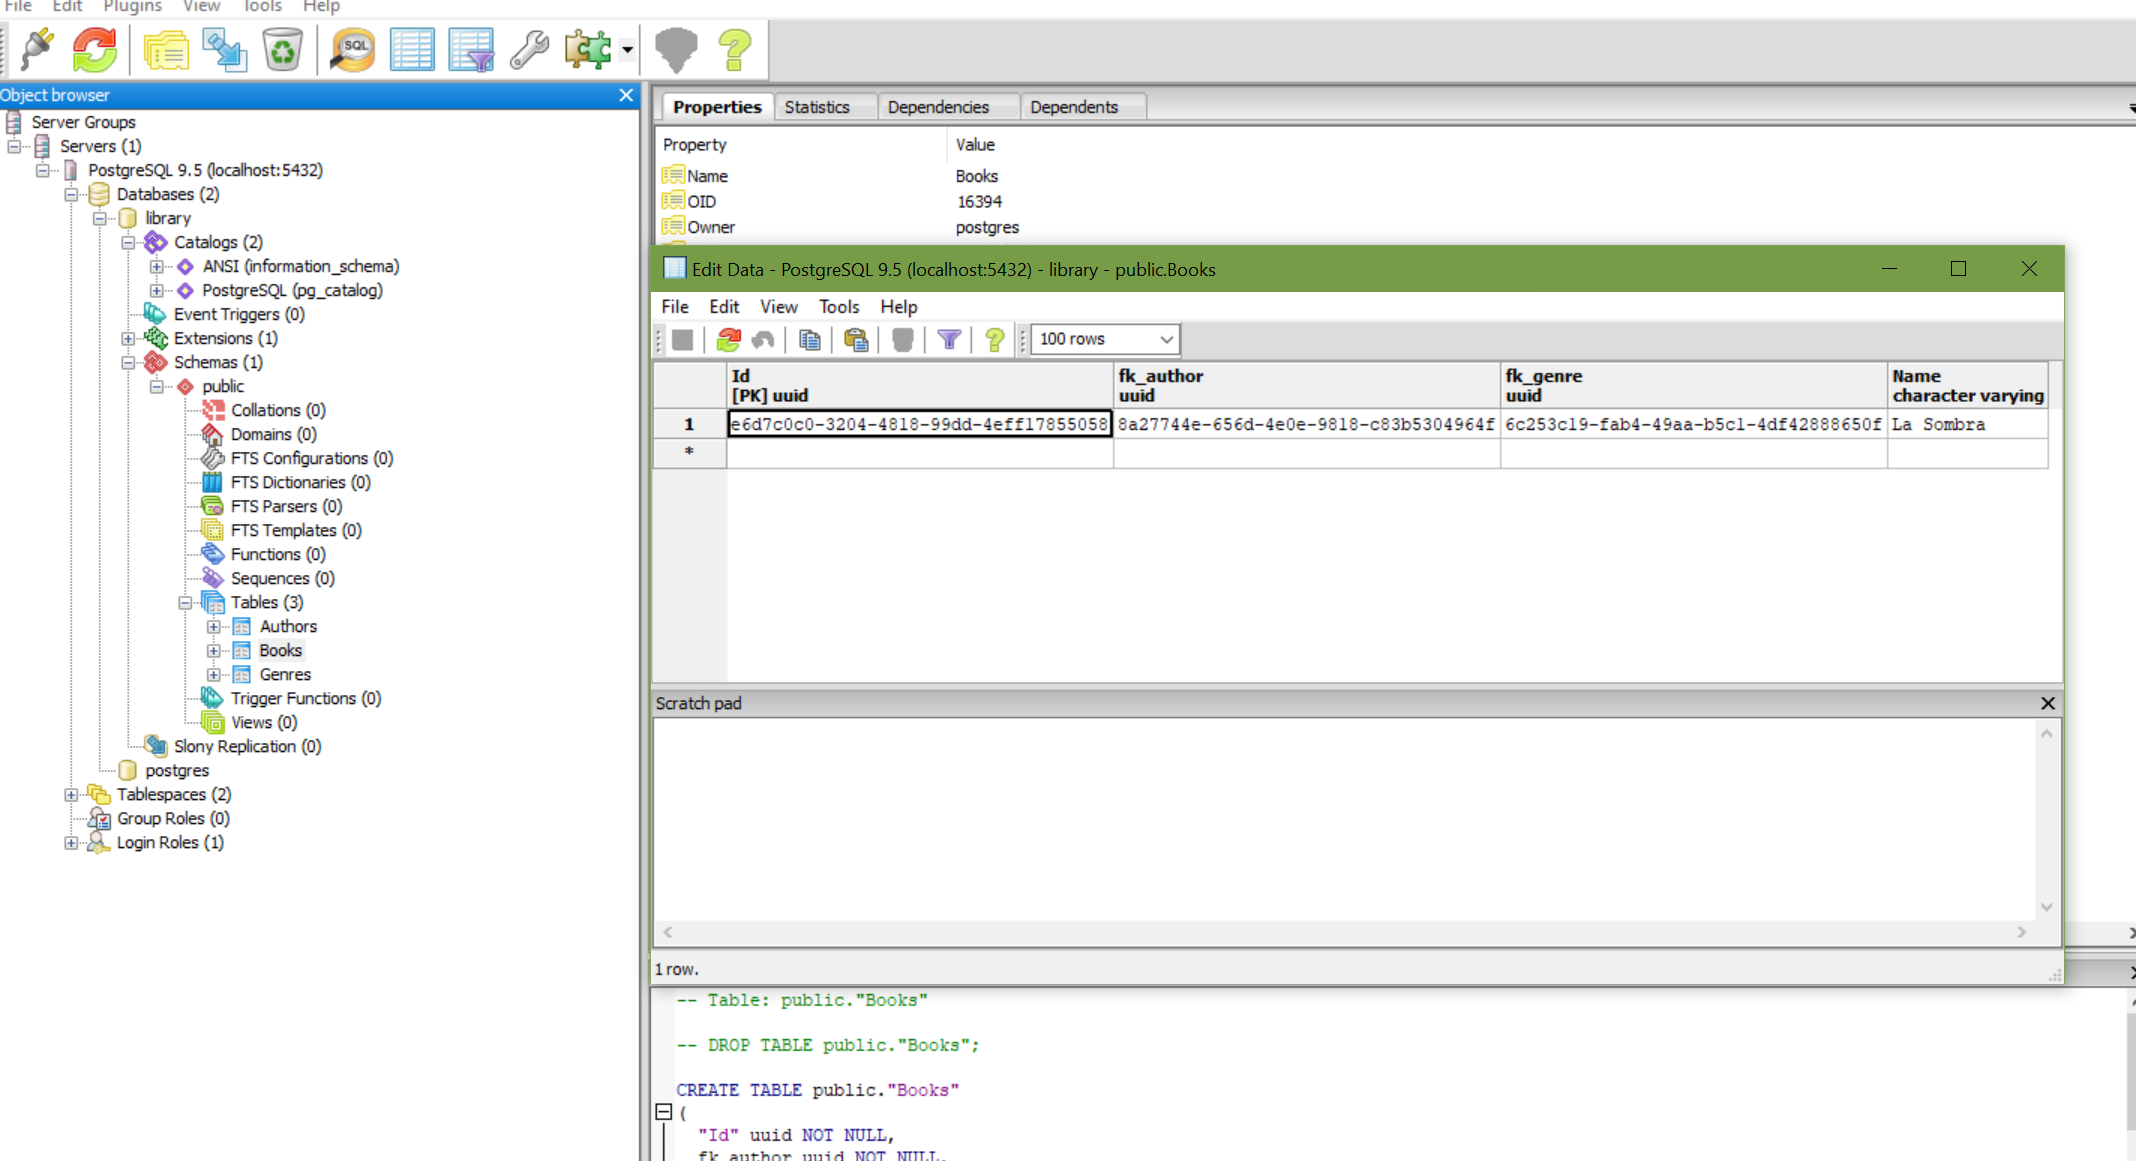 File Edit Plugins View Tools Help
SQL
Object browser
Server Groups
Servers (1)
PostgreSQL 9.5 (localhost:5432)
Databases (2)
library
Catalogs (2)
ANSI (information_schema)
PostgreSQL (pg_catalog)
Event Triggers (0)
Extensions (1)
Schemas (1)
public
Collations (0)
Domains (0)
FTS Configurations (0)
FTS Dictionaries (0)
FTS Parsers (0)
FTS Templates (0)
Functions (0)
Sequences (0)
Tables (3)
Authors
Books
Genres
Trigger Functions (0)
Views (0)
Slony Replication (0)
postgres
Tablespaces (2)
Group Roles (0)
Login Roles (1)
Properties Statistics Dependencies Dependents
Property Value
Name Books
OID 16394
Owner postgres
Edit Data - PostgreSQL 9.5 (localhost:5432) - library - public.Books
File Edit View Tools Help
100 rows
Id fk_author fk_genre Name
[PK] uuid uuid uuid character varying
1 e6d7c0c0-3204-4818-99dd-4eff17855058 8a27744e-656d-4e0e-9818-c83b5304964f 6c253c19-fab4-49aa-b5c1-4df42888650f La Sombra
*
Scratch pad
1 row.
-- Table: public."Books"
-- DROP TABLE public."Books";
CREATE TABLE public."Books"
(
"Id" uuid NOT NULL,
fk_author uuid NOT NULL,